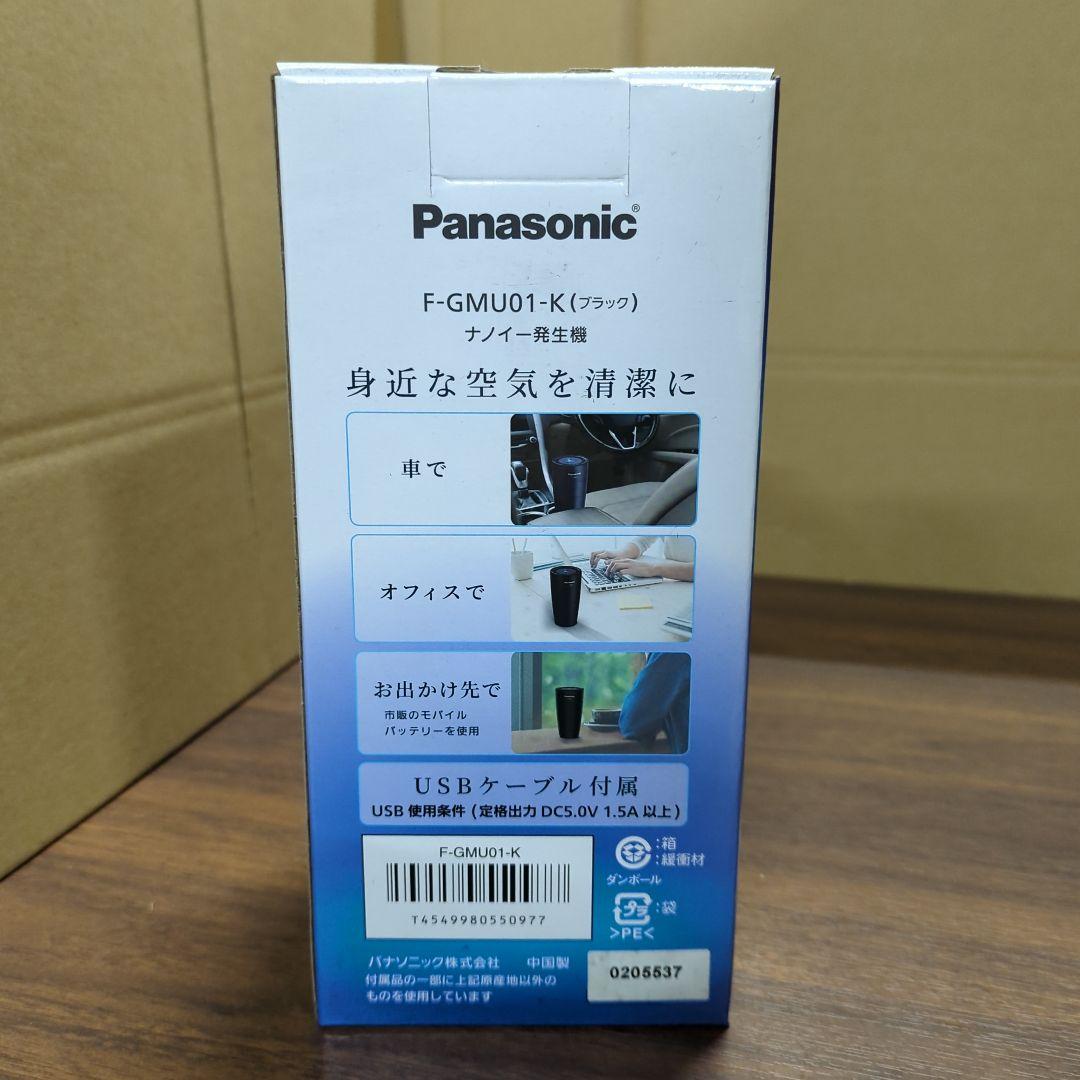 Panasonic®
F-GMU01-K(ブラック)
ナノイー発生機
身近な空気を清潔に
車で
オフィスで
お出かけ先で
市販のモバイル
バッテリーを使用
USBケーブル付属
USB 使用条件 (定格出力 DC5.0V 1.5A 以上)
F-GMU01-K
T4549980550977
:箱
:緩衝材
ダンボール
プラ
:袋
>PE<
パナソニック株式会社 中国製
付属品の一部に上記原産地以外の
ものを使用しています
0205537